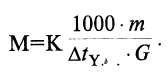 M=K 1000 · m / Δt_Y. · G .